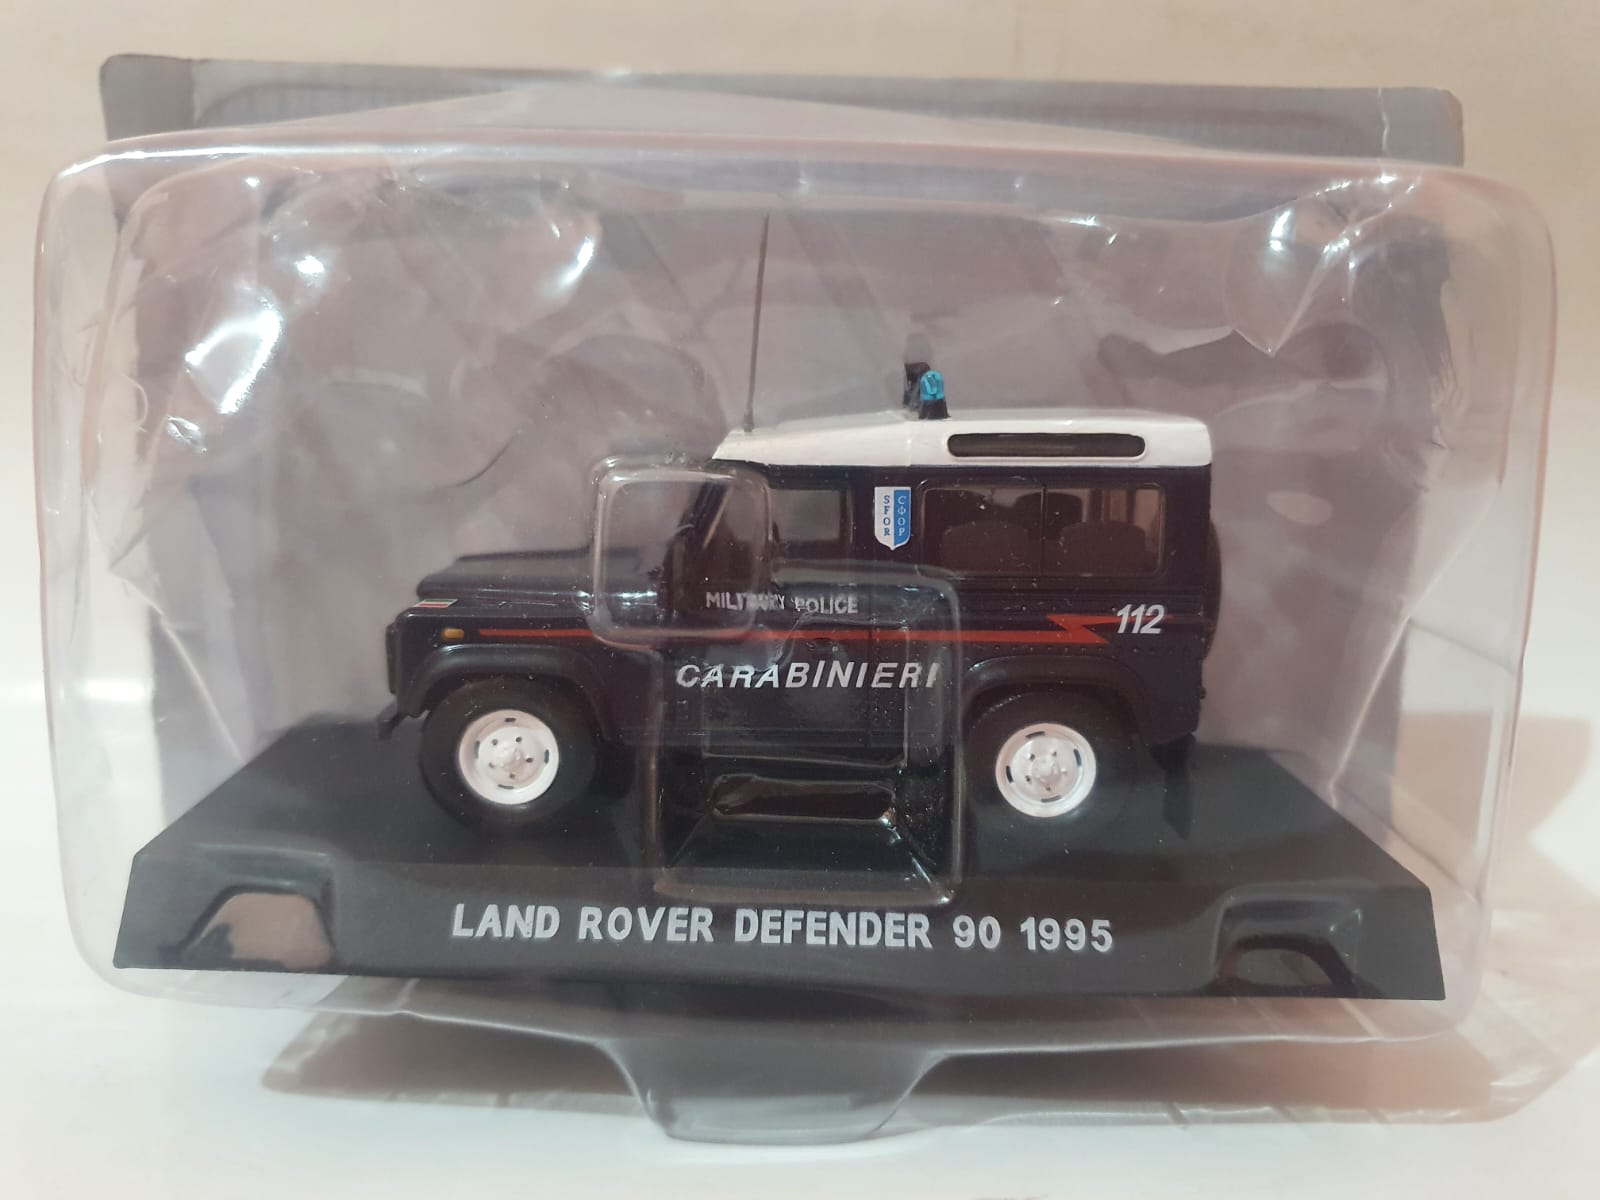 SFOR
СФОР
MILITARY POLICE
112
CARABINIERI
LAND ROVER DEFENDER 90 1995